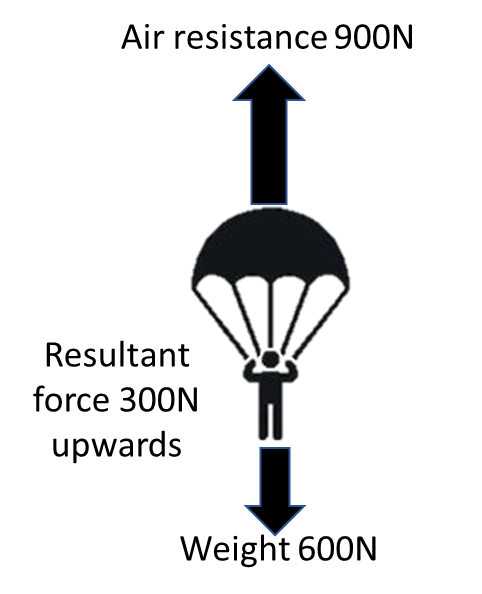 Air resistance 900N
Resultant
force 300N
upwards
Weight 600N